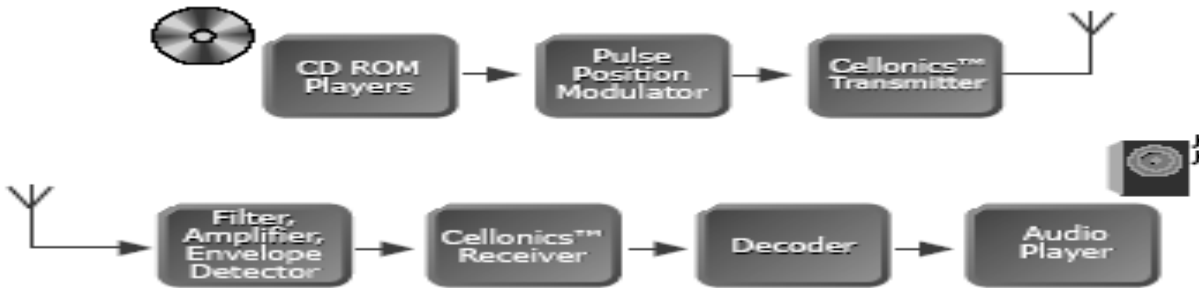 CD ROM
Players
Pulse
Position
Modulator
Cellonics™
Transmitter
Filter,
Amplifier,
Envelope
Detector
Cellonics™
Receiver
Decoder
Audio
Player